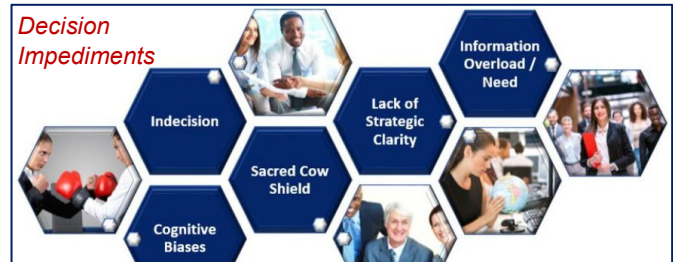 Decision
Impediments
Information
Overload /
Need
Indecision
Lack of
Strategic
Clarity
Sacred Cow
Shield
Cognitive
Biases